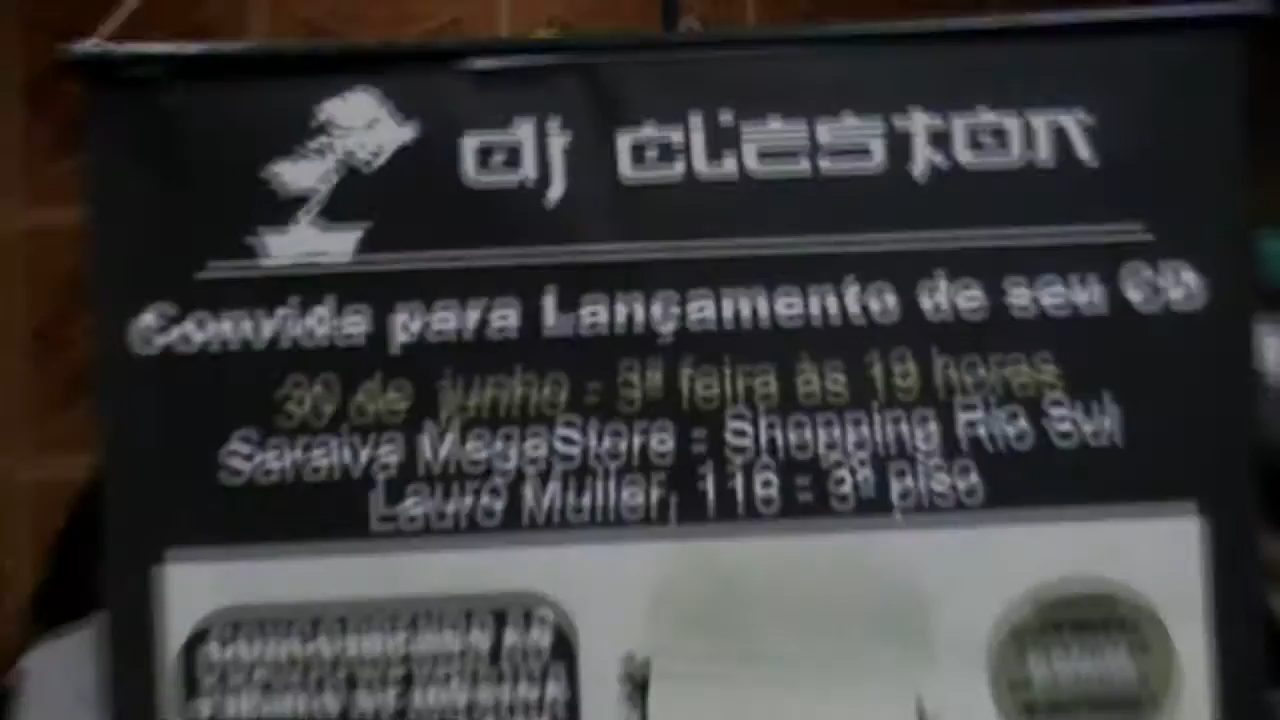 dj cleston
Convida para Lançamento de seu CD
30 de junho - 3ª feira às 19 horas
Saraiva MegaStore - Shopping Rio Sul
Lauro Muller, 116 - 3º piso